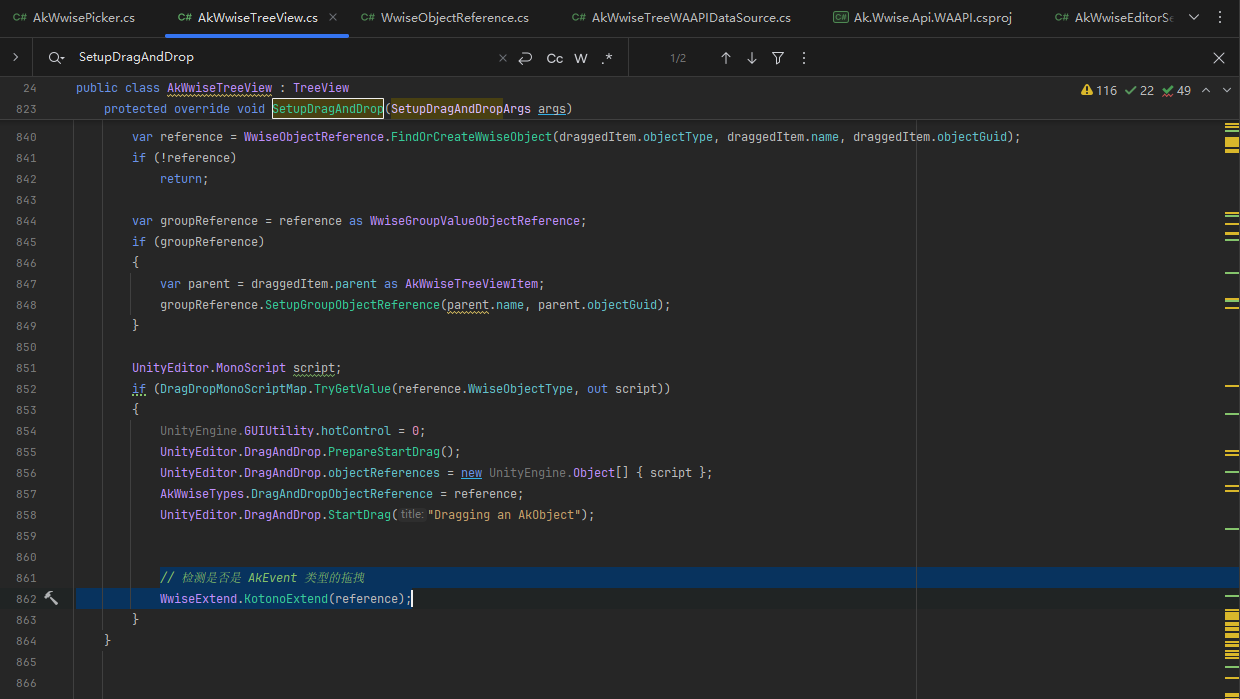 C# AkWwisePicker.cs C# AkWwiseTreeView.cs × C# WwiseObjectReference.cs C# AkWwiseTreeWAAPIDataSource.cs C# Ak.Wwise.Api.WAAPI.csproj C# AkWwiseEditorSe
SetupDragAndDrop × Cc W .* 1/2
24 public class AkWwiseTreeView : TreeView 116 22 49
823 protected override void SetupDragAndDrop(SetupDragAndDropArgs args)
840 var reference = WwiseObjectReference.FindOrCreateWwiseObject(draggedItem.objectType, draggedItem.name, draggedItem.objectGuid);
841 if (!reference)
842 return;
843
844 var groupReference = reference as WwiseGroupValueObjectReference;
845 if (groupReference)
846 {
847 var parent = draggedItem.parent as AkWwiseTreeViewItem;
848 groupReference.SetupGroupObjectReference(parent.name, parent.objectGuid);
849 }
850
851 UnityEditor.MonoScript script;
852 if (DragDropMonoScriptMap.TryGetValue(reference.WwiseObjectType, out script))
853 {
854 UnityEngine.GUIUtility.hotControl = 0;
855 UnityEditor.DragAndDrop.PrepareStartDrag();
856 UnityEditor.DragAndDrop.objectReferences = new UnityEngine.Object[] { script };
857 AkWwiseTypes.DragAndDropObjectReference = reference;
858 UnityEditor.DragAndDrop.StartDrag(title: "Dragging an AkObject");
859
860
861 // 检测是否是 AkEvent 类型的拖拽
862 WwiseExtend.KotonoExtend(reference);
863 }
864 }
865
866